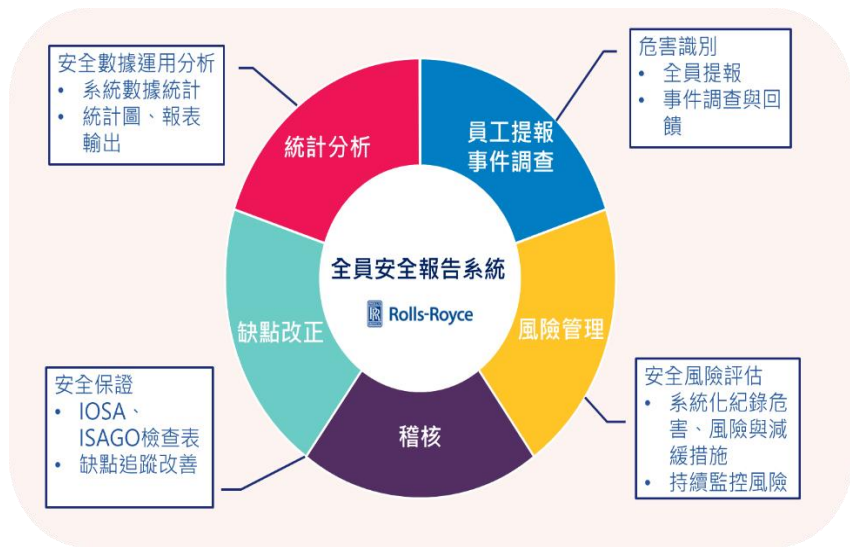 安全數據運用分析
• 系統數據統計
• 統計圖、報表
輸出
危害識別
• 全員提報
• 事件調查與回
饋
統計分析
員工提報
事件調查
全員安全報告系統
RR Rolls-Royce
缺點改正
風險管理
稽核
安全保證
• IOSA、
ISAGO檢查表
• 缺點追蹤改善
安全風險評估
• 系統化紀錄危
害、風險與減
緩措施
• 持續監控風險